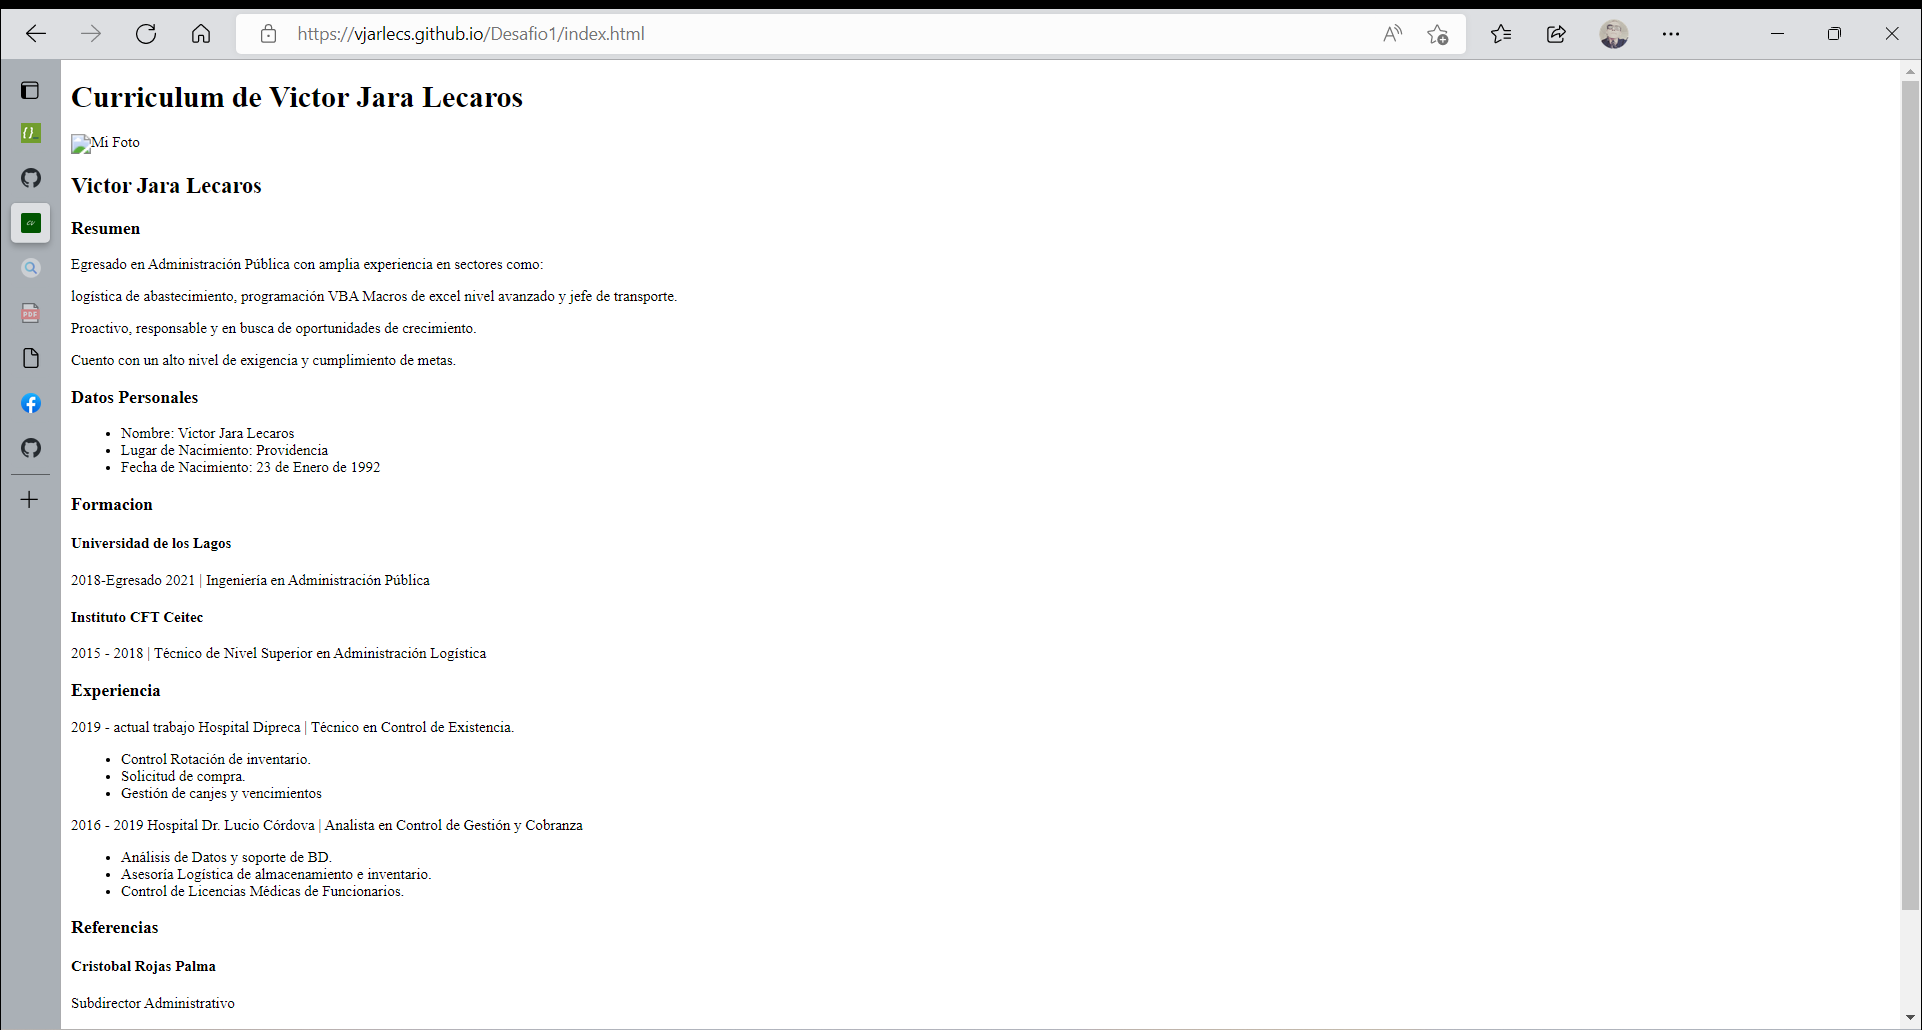 https://vjarlecs.github.io/Desafio1/index.html
Curriculum de Victor Jara Lecaros
Mi Foto
Victor Jara Lecaros
Resumen
Egresado en Administración Pública con amplia experiencia en sectores como:
logística de abastecimiento, programación VBA Macros de excel nivel avanzado y jefe de transporte.
Proactivo, responsable y en busca de oportunidades de crecimiento.
Cuento con un alto nivel de exigencia y cumplimiento de metas.
Datos Personales
• Nombre: Victor Jara Lecaros
• Lugar de Nacimiento: Providencia
• Fecha de Nacimiento: 23 de Enero de 1992
Formacion
Universidad de los Lagos
2018-Egresado 2021 | Ingeniería en Administración Pública
Instituto CFT Ceitec
2015 - 2018 | Técnico de Nivel Superior en Administración Logística
Experiencia
2019 - actual trabajo Hospital Dipreca | Técnico en Control de Existencia.
• Control Rotación de inventario.
• Solicitud de compra.
• Gestión de canjes y vencimientos
2016 - 2019 Hospital Dr. Lucio Córdova | Analista en Control de Gestión y Cobranza
• Análisis de Datos y soporte de BD.
• Asesoría Logística de almacenamiento e inventario.
• Control de Licencias Médicas de Funcionarios.
Referencias
Cristobal Rojas Palma
Subdirector Administrativo